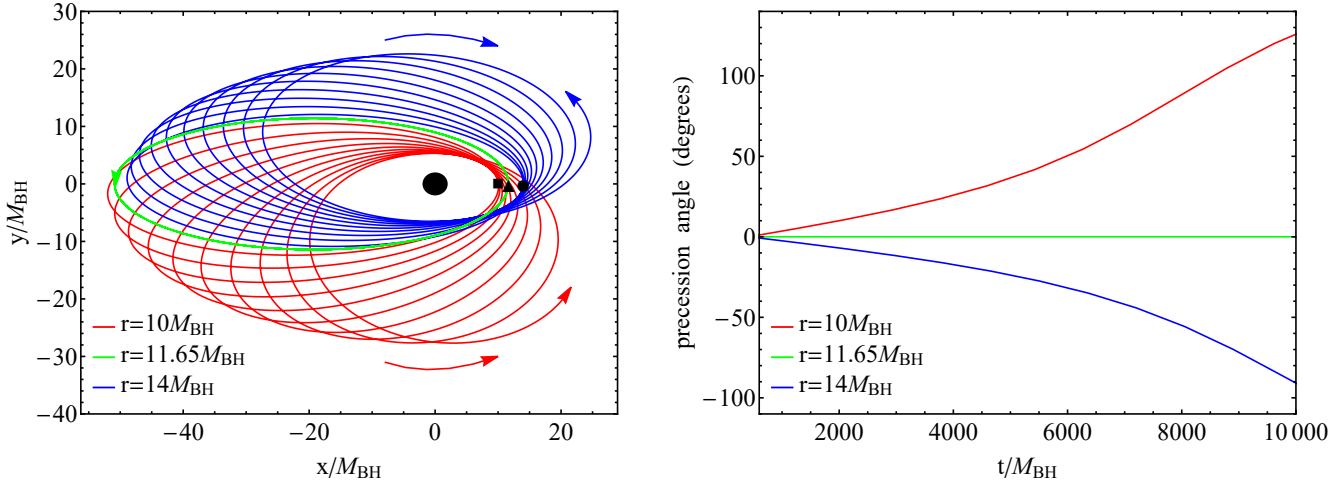 30
20
10
0
−10
−20
−30
−40
y/M_BH
−40
−20
0
20
x/M_BH
r=10M_BH
r=11.65M_BH
r=14M_BH
100
50
0
−50
−100
precession angle (degrees)
2000
4000
6000
8000
10 000
t/M_BH
r=10M_BH
r=11.65M_BH
r=14M_BH